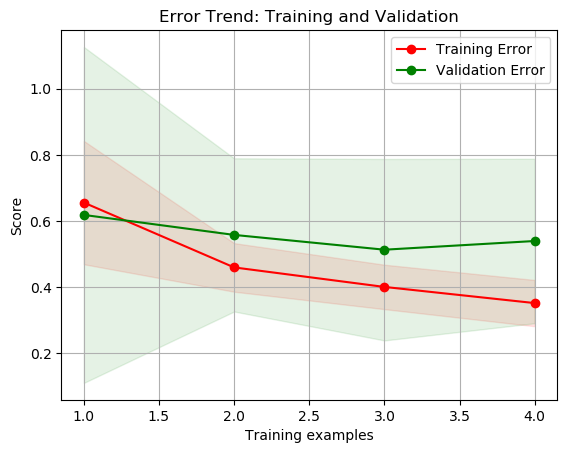 Error Trend: Training and Validation
Training Error
Validation Error
Score
1.0
0.8
0.6
0.4
0.2
1.0 1.5 2.0 2.5 3.0 3.5 4.0
Training examples